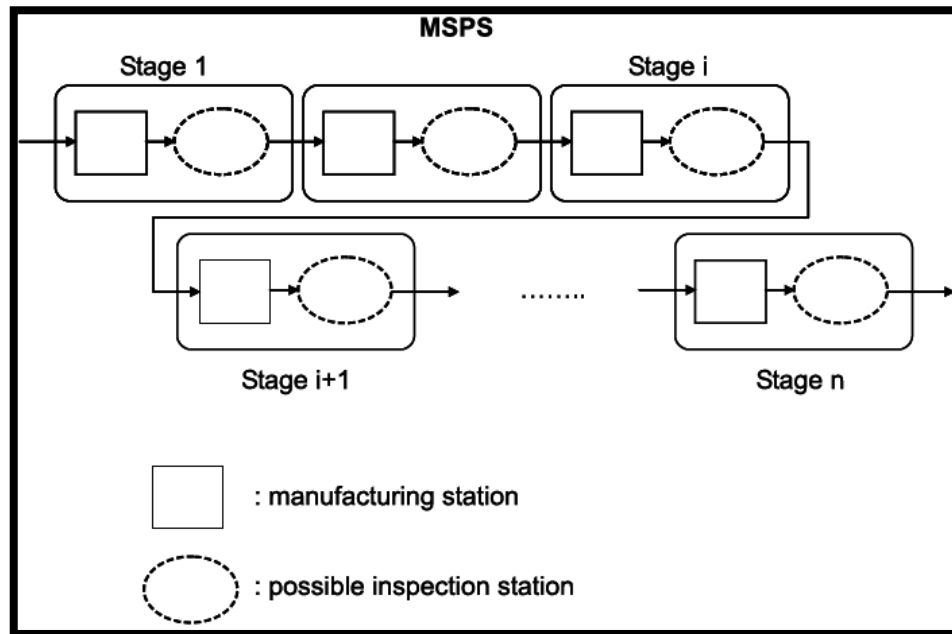 MSPS
Stage 1
Stage i
........
Stage i+1
Stage n
: manufacturing station
: possible inspection station